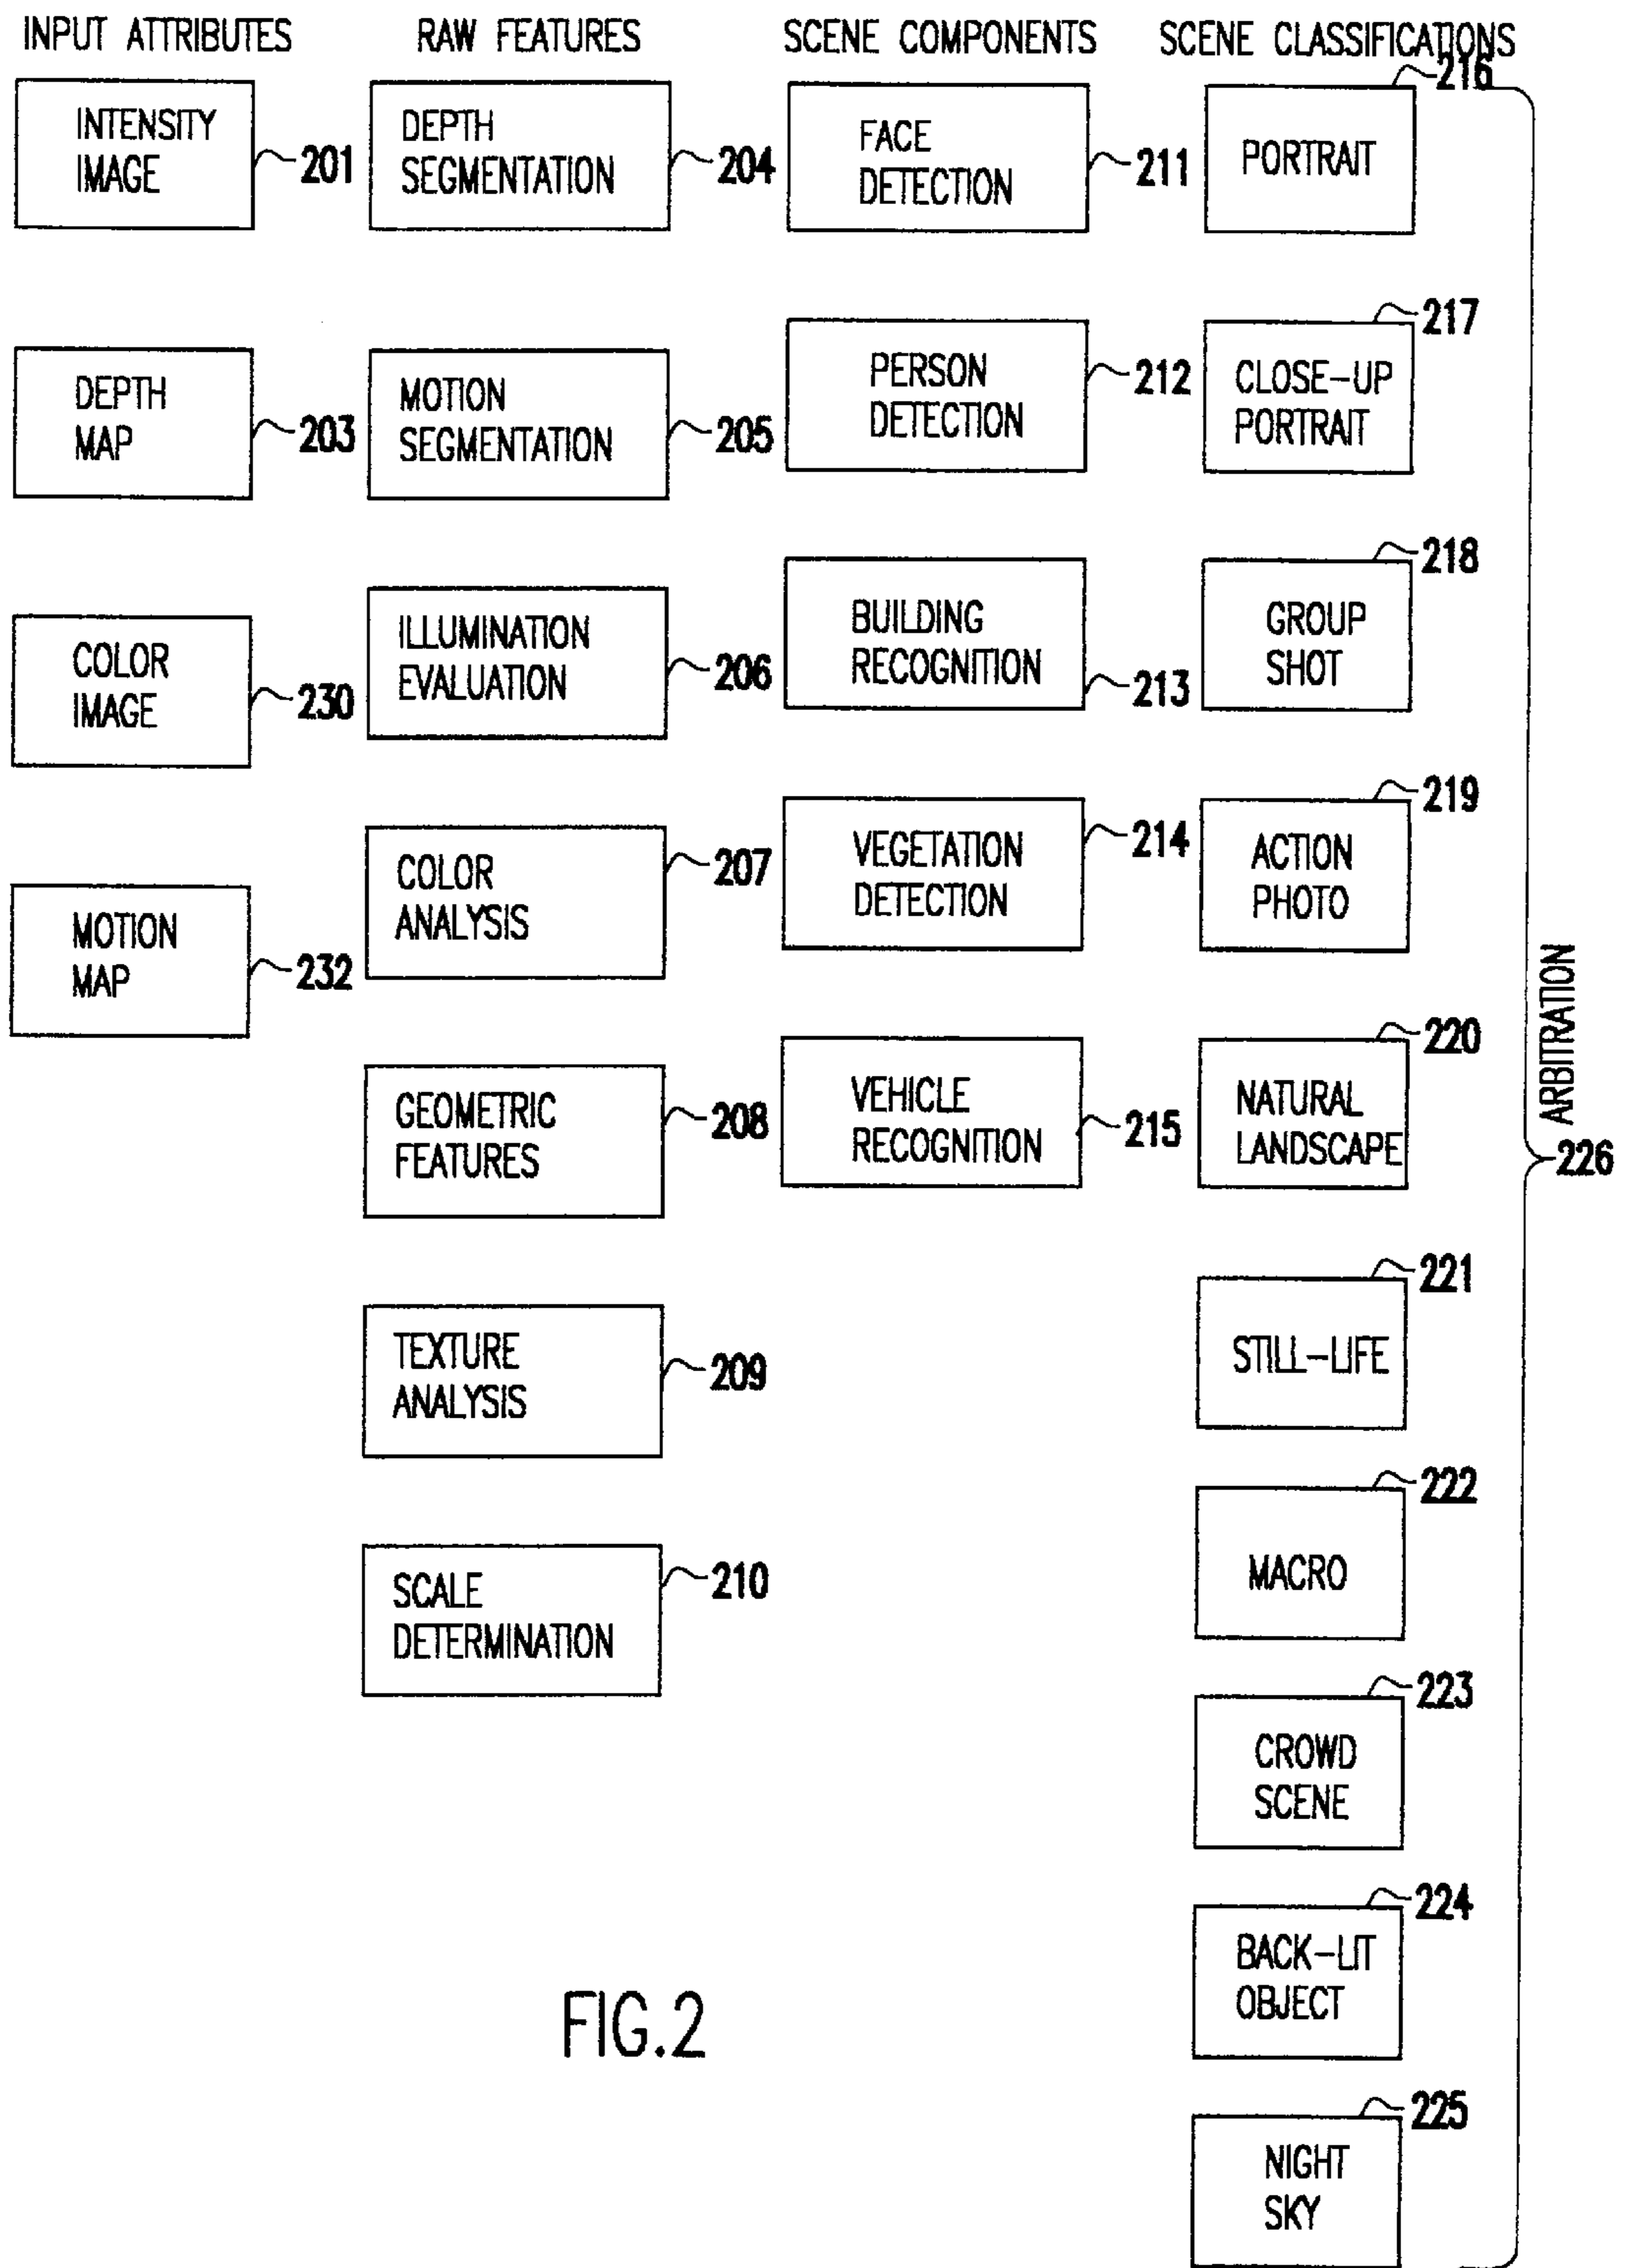 INPUT ATTRIBUTES
INTENSITY
IMAGE
201
DEPTH
MAP
203
COLOR
IMAGE
230
MOTION
MAP
232
RAW FEATURES
DEPTH
SEGMENTATION
204
MOTION
SEGMENTATION
205
ILLUMINATION
EVALUATION
206
COLOR
ANALYSIS
207
GEOMETRIC
FEATURES
208
TEXTURE
ANALYSIS
209
SCALE
DETERMINATION
210
SCENE COMPONENTS
FACE
DETECTION
211
PERSON
DETECTION
212
BUILDING
RECOGNITION
213
VEGETATION
DETECTION
214
VEHICLE
RECOGNITION
215
SCENE CLASSIFICATIONS
216
PORTRAIT
217
CLOSE-UP
PORTRAIT
218
GROUP
SHOT
219
ACTION
PHOTO
220
NATURAL
LANDSCAPE
221
STILL-LIFE
222
MACRO
223
CROWD
SCENE
224
BACK-LIT
OBJECT
225
NIGHT
SKY
ARBITRATION
226
FIG.2